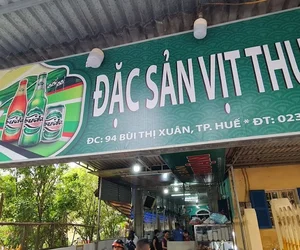 ĐẶC SẢN VỊT THU
ĐC: 94 BÙI THỊ XUÂN, TP. HUẾ * ĐT: 023